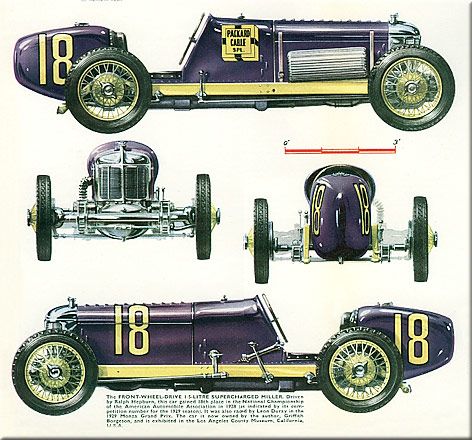 18
PACKARD
CABLE
SPL.
0'
3'
18
18
18
18
The FRONT-WHEEL-DRIVE 1·5-LITRE SUPERCHARGED MILLER. Driven
by Ralph Hepburn, this car gained 18th place in the National Championship
of the American Automobile Association in 1928 (as indicated by its com-
petition number for the 1929 season). It was also raced by Leon Duray in the
1929 Monza Grand Prix. The car is now owned by the author, Griffith
Borgeson, and is exhibited in the Los Angeles County Museum, California,
U.S.A.